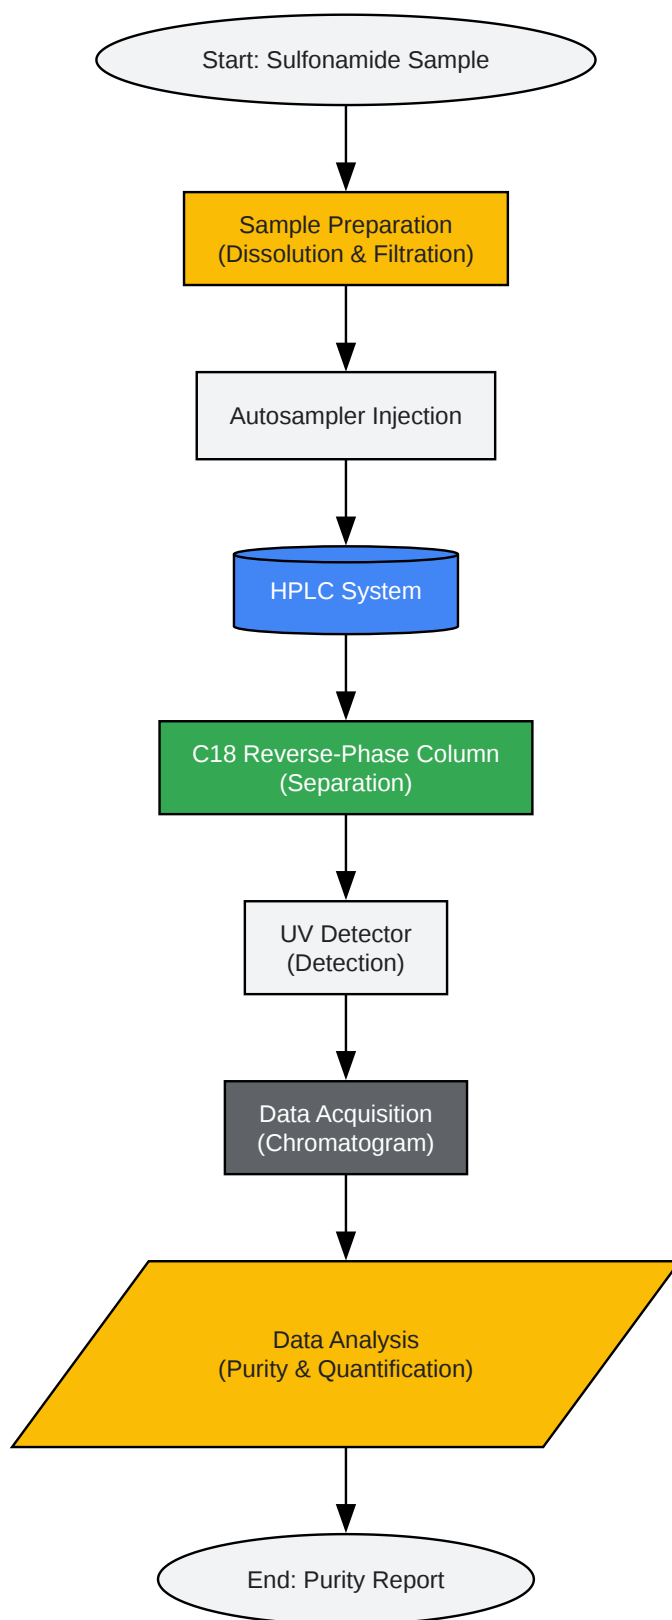 Start: Sulfonamide Sample
Sample Preparation
(Dissolution & Filtration)
Autosampler Injection
HPLC System
C18 Reverse-Phase Column
(Separation)
UV Detector
(Detection)
Data Acquisition
(Chromatogram)
Data Analysis
(Purity & Quantification)
End: Purity Report